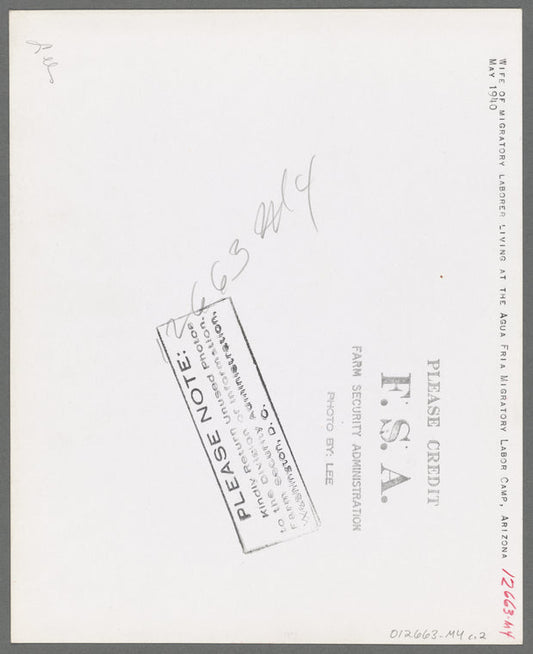 WIFE OF MIGRATORY LABORER LIVING AT THE AGUA FRIA MIGRATORY LABOR CAMP, ARIZONA
MAY 1940
12663-M4
Lee
12663 M4
PLEASE NOTE:
Kindly Return Unused Photos
to the Division of Information,
Farm Security Administration,
Washington, D. C.
PLEASE CREDIT
F. S. A.
FARM SECURITY ADMINISTRATION
PHOTO BY: LEE
012663-M4 c.2